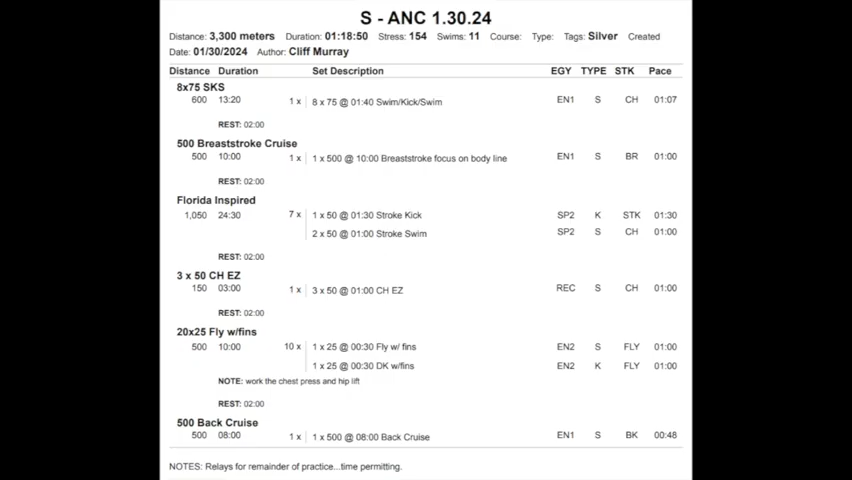 S - ANC 1.30.24
Distance: 3,300 meters Duration: 01:18:50 Stress: 154 Swims: 11 Course: Type: Tags: Silver Created
Date: 01/30/2024 Author: Cliff Murray
Distance Duration Set Description EGY TYPE STK Pace
8x75 SKS
600 13:20 1 x 8 x 75 @ 01:40 Swim/Kick/Swim EN1 S CH 01:07
REST: 02:00
500 Breaststroke Cruise
500 10:00 1 x 1 x 500 @ 10:00 Breaststroke focus on body line EN1 S BR 01:00
REST: 02:00
Florida Inspired
1,050 24:30 7 x 1 x 50 @ 01:30 Stroke Kick SP2 K STK 01:30
2 x 50 @ 01:00 Stroke Swim SP2 S CH 01:00
REST: 02:00
3 x 50 CH EZ
150 03:00 1 x 3 x 50 @ 01:00 CH EZ REC S CH 01:00
REST: 02:00
20x25 Fly w/fins
500 10:00 10 x 1 x 25 @ 00:30 Fly w/ fins EN2 S FLY 01:00
1 x 25 @ 00:30 DK w/fins EN2 K FLY 01:00
NOTE: work the chest press and hip lift
REST: 02:00
500 Back Cruise
500 08:00 1 x 1 x 500 @ 08:00 Back Cruise EN1 S BK 00:48
NOTES: Relays for remainder of practice...time permitting.